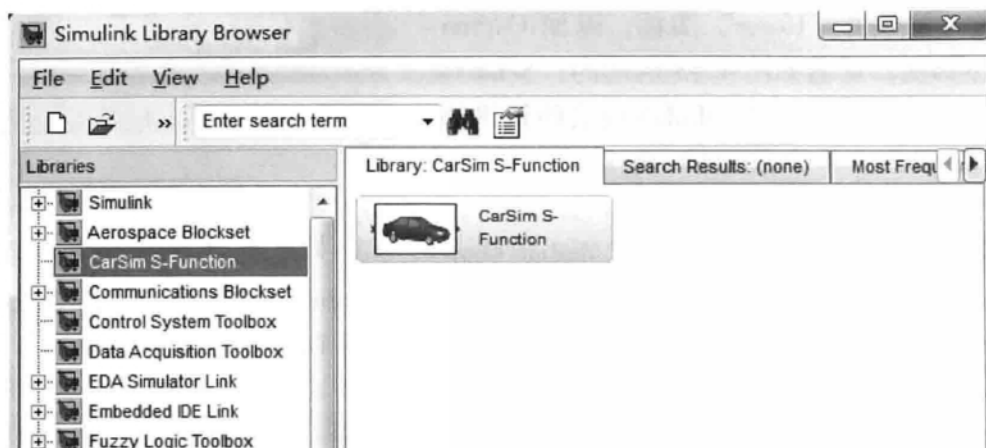 Simulink Library Browser
File Edit View Help
Enter search term
Libraries
Library: CarSim S-Function
Search Results: (none)
Most Frequ
Simulink
Aerospace Blockset
CarSim S-Function
Communications Blockset
Control System Toolbox
Data Acquisition Toolbox
EDA Simulator Link
Embedded IDE Link
Fuzzy Logic Toolbox
CarSim S-
Function